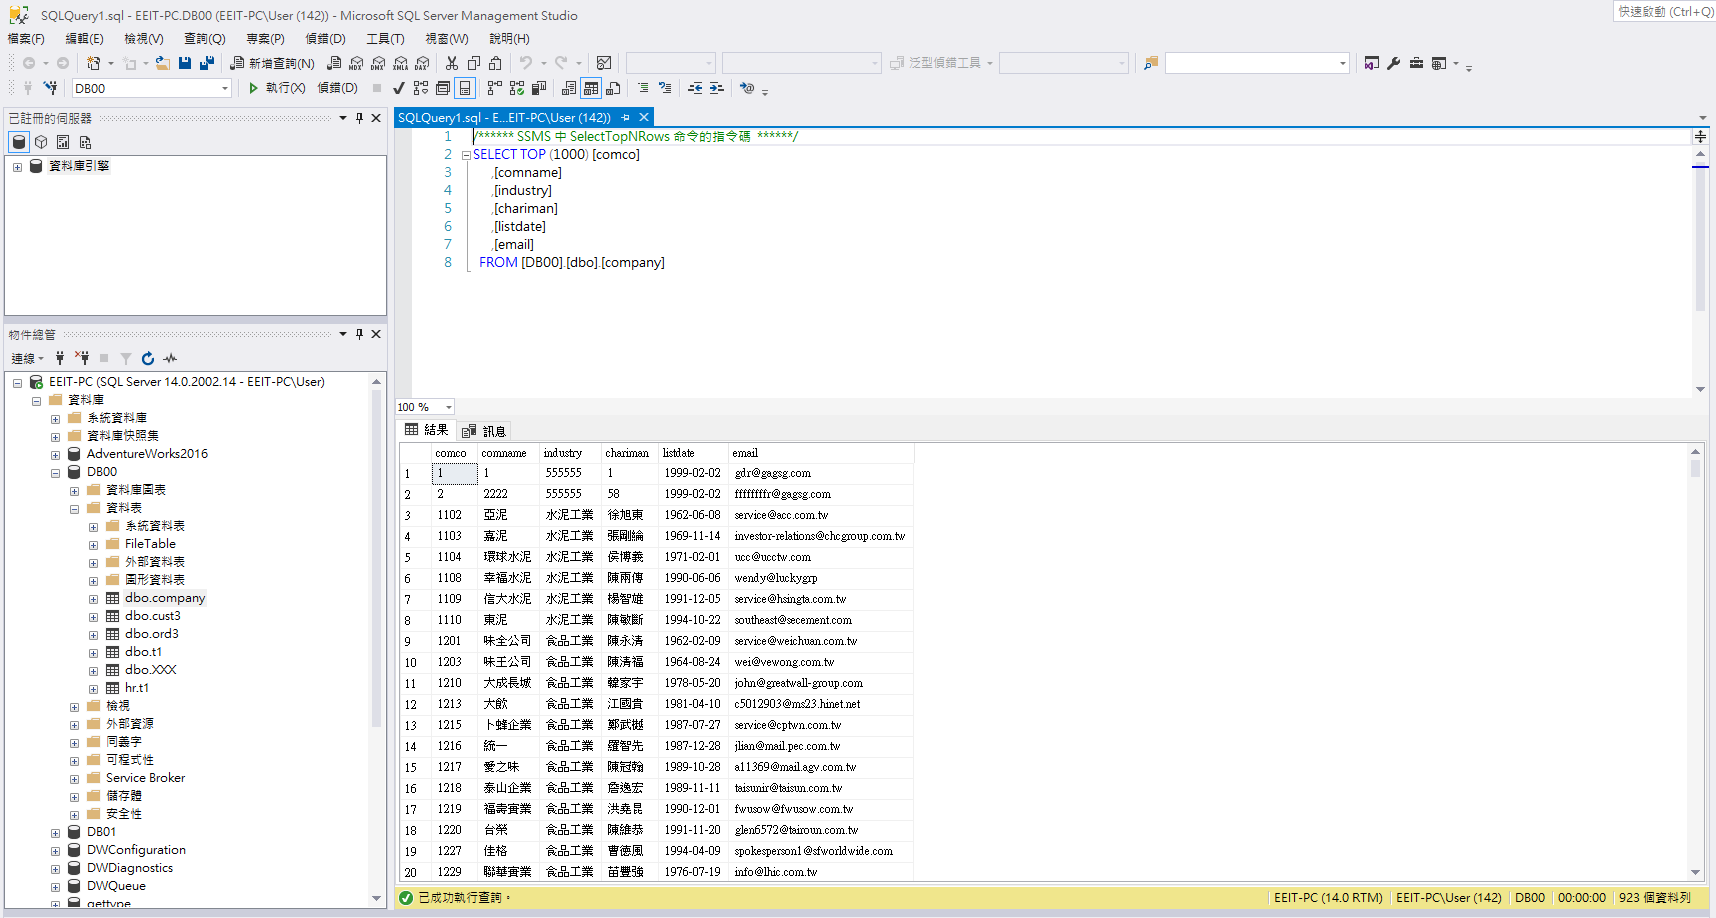 SQLQuery1.sql - EEIT-PC.DB00 (EEIT-PC\User (142)) - Microsoft SQL Server Management Studio
快速啟動 (Ctrl+Q)
檔案(F) 編輯(E) 檢視(V) 查詢(Q) 專案(P) 偵錯(D) 工具(T) 視窗(W) 說明(H)
新增查詢(N) MDX DMX XMLA DAX 泛型偵錯工具
DB00 執行(X) 偵錯(D)
已註冊的伺服器
資料庫引擎
物件總管
連線
EEIT-PC (SQL Server 14.0.2002.14 - EEIT-PC\User)
資料庫
系統資料庫
資料庫快照集
AdventureWorks2016
DB00
資料庫圖表
資料表
系統資料表
FileTable
外部資料表
圖形資料表
dbo.company
dbo.cust3
dbo.ord3
dbo.t1
dbo.XXX
hr.t1
檢視
外部資源
同義字
可程式性
Service Broker
儲存體
安全性
DB01
DWConfiguration
DWDiagnostics
DWQueue
gettype
SQLQuery1.sql - E...EIT-PC\User (142))
1 /****** SSMS 中 SelectTopNRows 命令的指令碼 ******/
2 SELECT TOP (1000) [comco]
3 ,[comname]
4 ,[industry]
5 ,[chariman]
6 ,[listdate]
7 ,[email]
8 FROM [DB00].[dbo].[company]
100 %
結果 訊息
comco comname industry chariman listdate email
1 1 1 555555 1 1999-02-02 gdr@gagsg.com
2 2 2222 555555 58 1999-02-02 fffffffffr@gagsg.com
3 1102 亞泥 水泥工業 徐旭東 1962-06-08 service@acc.com.tw
4 1103 嘉泥 水泥工業 張剛綸 1969-11-14 investor-relations@chcgroup.com.tw
5 1104 環球水泥 水泥工業 侯博義 1971-02-01 ucc@ucctw.com
6 1108 幸福水泥 水泥工業 陳兩傳 1990-06-06 wendy@luckygrp
7 1109 信大水泥 水泥工業 楊智雄 1991-12-05 service@hsingta.com.tw
8 1110 東泥 水泥工業 陳敏斷 1994-10-22 southeast@secement.com
9 1201 味全公司 食品工業 陳永清 1962-02-09 service@weichuan.com.tw
10 1203 味王公司 食品工業 陳清福 1964-08-24 wei@vewong.com.tw
11 1210 大成長城 食品工業 韓家宇 1978-05-20 john@greatwall-group.com
12 1213 大飲 食品工業 江國貴 1981-04-10 c5012903@ms23.hinet.net
13 1215 卜蜂企業 食品工業 鄭武樾 1987-07-27 service@cptwn.com.tw
14 1216 統一 食品工業 羅智先 1987-12-28 jlian@mail.pec.com.tw
15 1217 愛之味 食品工業 陳冠翰 1989-10-28 a11369@mail.agv.com.tw
16 1218 泰山企業 食品工業 詹逸宏 1989-11-11 taisunir@taisun.com.tw
17 1219 福壽實業 食品工業 洪堯昆 1990-12-01 fwusow@fwusow.com.tw
18 1220 台榮 食品工業 陳維恭 1991-11-20 glen6572@tairoun.com.tw
19 1227 佳格 食品工業 曹德風 1994-04-09 spokesperson1@sfworldwide.com
20 1229 聯華實業 食品工業 苗豐強 1976-07-19 info@lhic.com.tw
已成功執行查詢。 EEIT-PC (14.0 RTM) EEIT-PC\User (142) DB00 00:00:00 923 個資料列